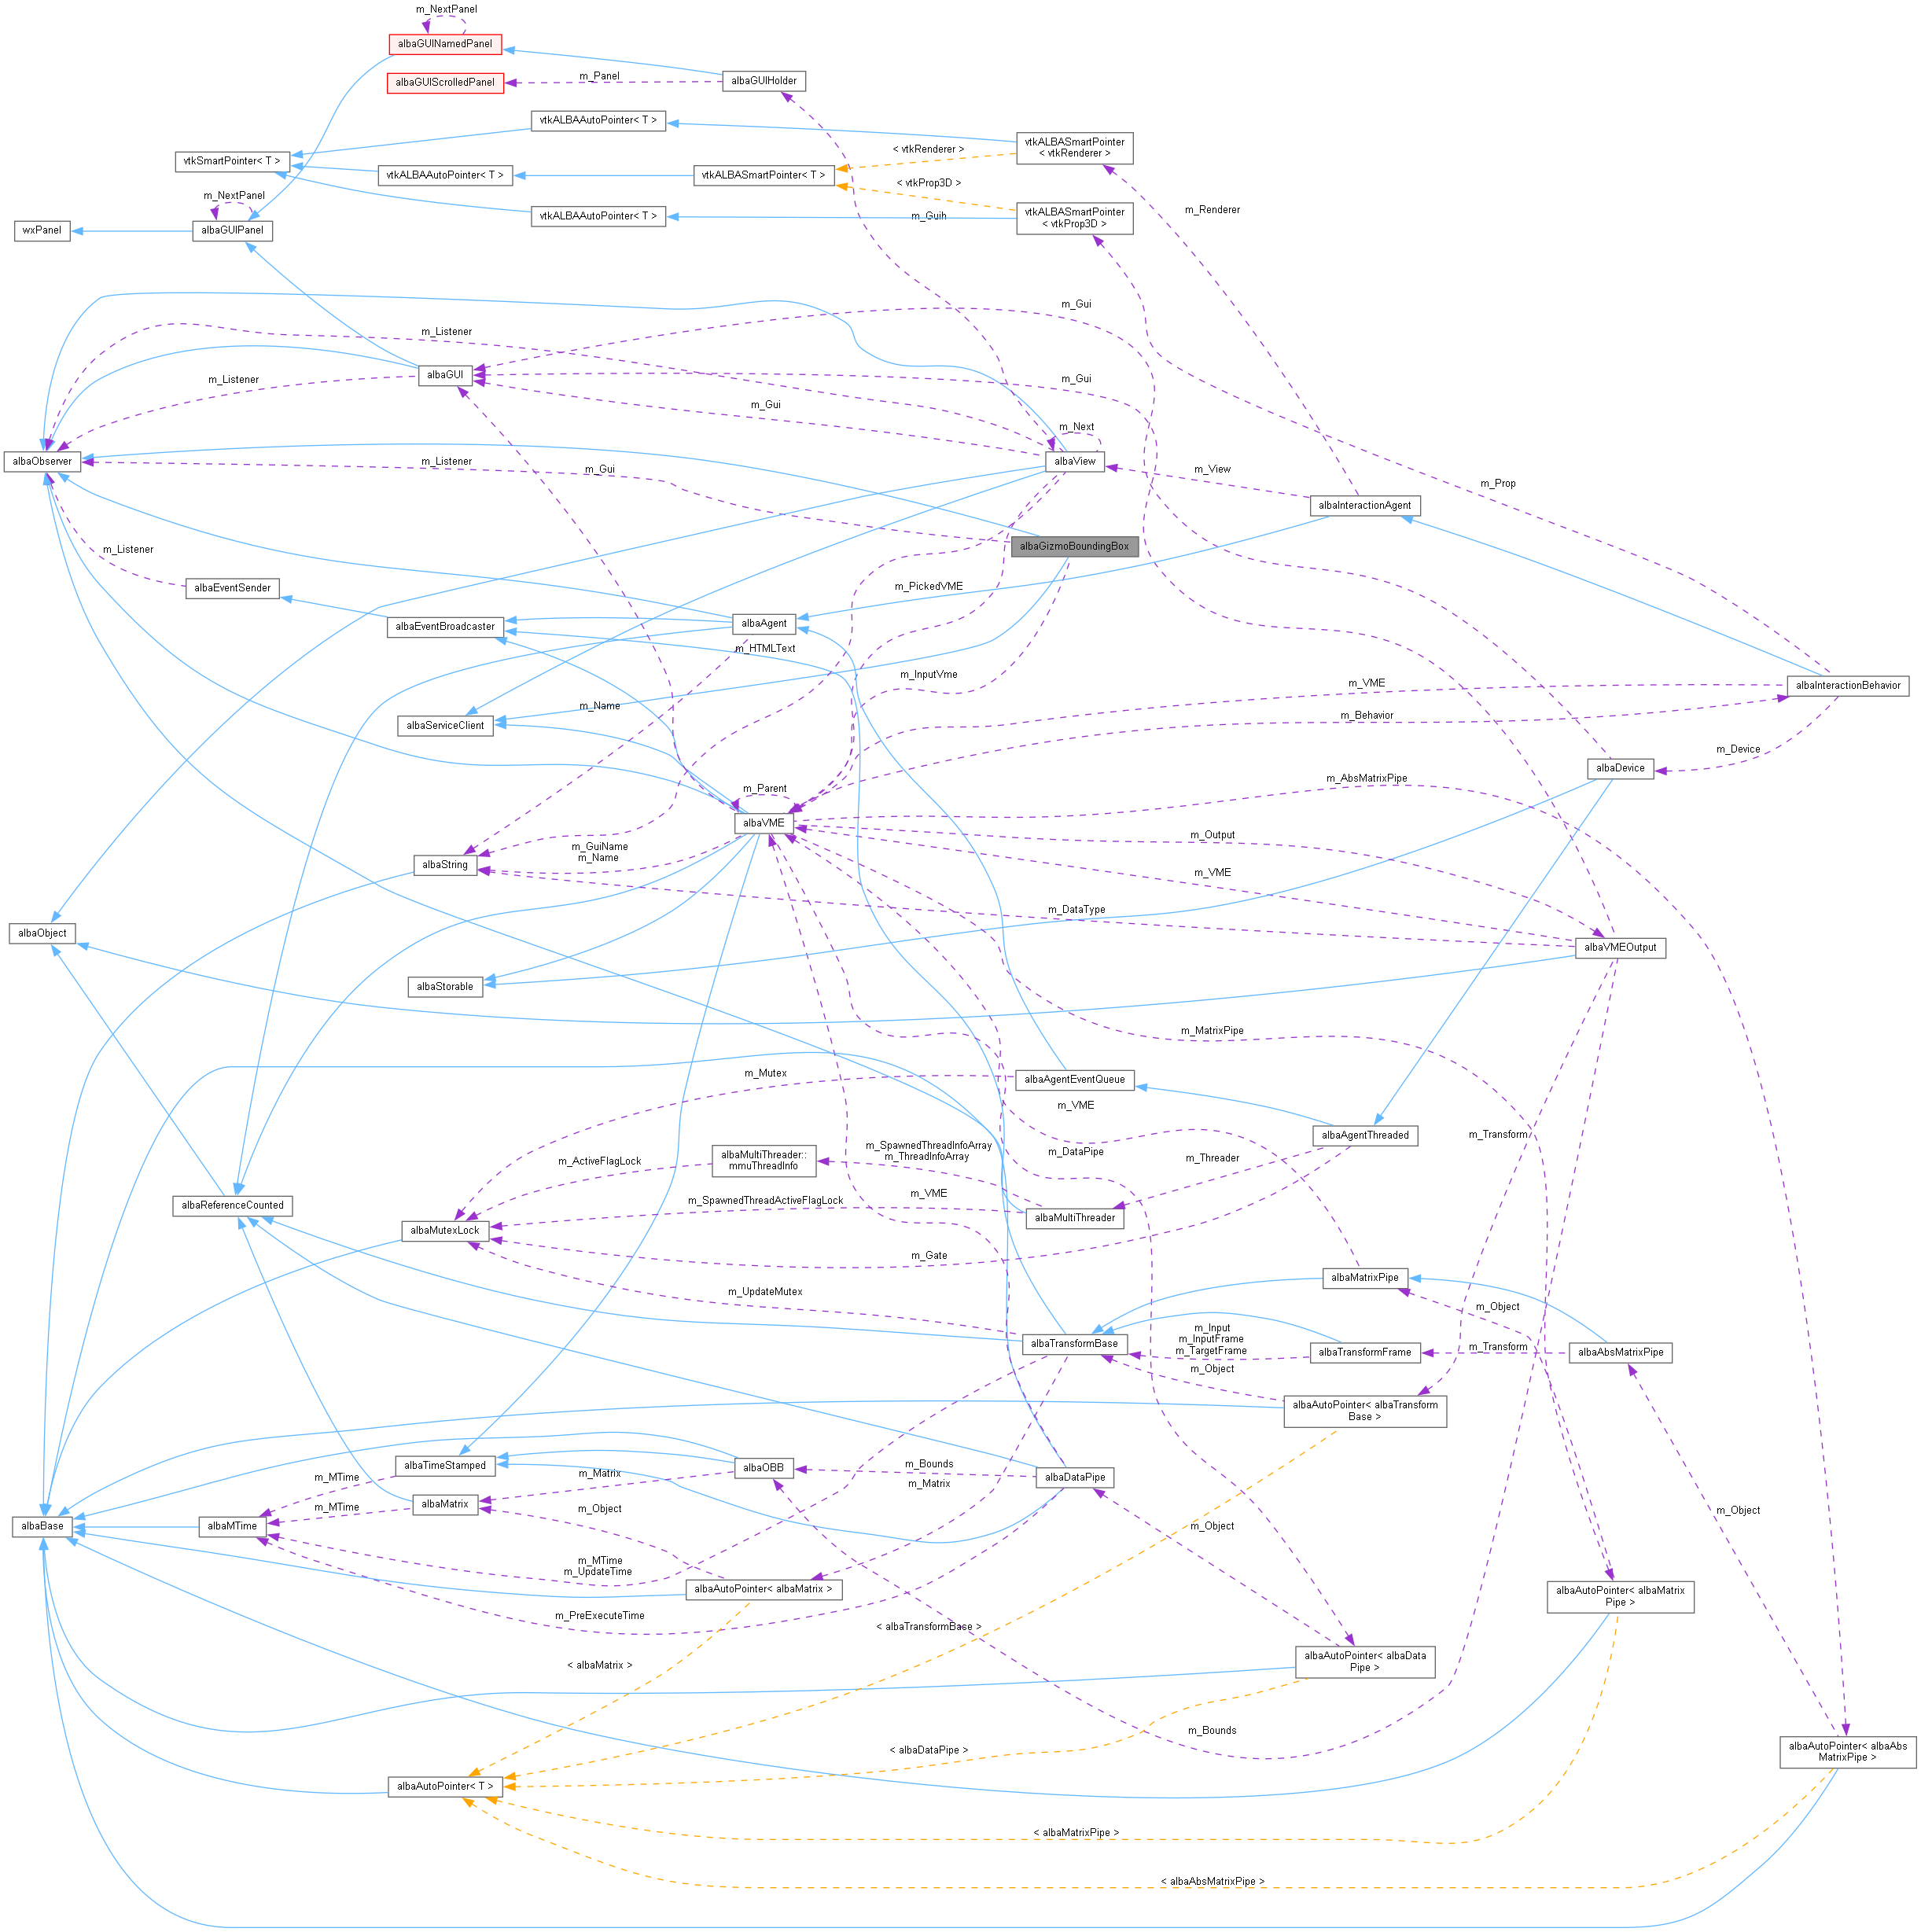 m_NextPanel
albaGUINamedPanel
albaGUIScrolledPanel
m_Panel
albaGUIHolder
vtkALBAAutoPointer< T >
vtkSmartPointer< T >
vtkALBAAutoPointer< T >
vtkALBASmartPointer< T >
< vtkRenderer >
vtkALBASmartPointer
< vtkRenderer >
< vtkProp3D >
m_NextPanel
vtkALBAAutoPointer< T >
m_Guih
vtkALBASmartPointer
< vtkProp3D >
m_Renderer
wxPanel
albaGUIPanel
m_Gui
m_Listener
albaGUI
m_Listener
m_Gui
m_Gui
m_Next
albaObserver
m_Listener
m_Gui
albaView
m_View
m_Prop
albaInteractionAgent
m_Listener
albaGizmoBoundingBox
albaEventSender
m_PickedVME
albaEventBroadcaster
albaAgent
m_HTMLText
m_InputVme
m_VME
albaInteractionBehavior
m_Name
albaServiceClient
m_Behavior
m_Device
albaDevice
m_Parent
m_AbsMatrixPipe
albaVME
m_Output
m_GuiName
m_Name
albaString
m_VME
m_DataType
albaObject
albaVMEOutput
albaStorable
m_MatrixPipe
m_Mutex
albaAgentEventQueue
m_VME
m_Transform
albaAgentThreaded
m_ActiveFlagLock
albaMultiThreader::
mmuThreadInfo
m_SpawnedThreadInfoArray
m_ThreadInfoArray
m_DataPipe
m_Threader
albaReferenceCounted
m_SpawnedThreadActiveFlagLock
m_VME
albaMutexLock
albaMultiThreader
m_Gate
albaMatrixPipe
m_UpdateMutex
m_Object
albaTransformBase
m_Input
m_InputFrame
m_TargetFrame
albaTransformFrame
m_Transform
albaAbsMatrixPipe
m_Object
albaAutoPointer< albaTransform
Base >
albaTimeStamped
albaOBB
m_Bounds
albaDataPipe
m_MTime
m_Matrix
m_Matrix
albaMatrix
m_MTime
m_Object
albaBase
albaMTime
m_Object
m_Object
m_MTime
m_UpdateTime
albaAutoPointer< albaMatrix >
albaAutoPointer< albaMatrix
Pipe >
m_PreExecuteTime
< albaTransformBase >
< albaMatrix >
albaAutoPointer< albaData
Pipe >
m_Bounds
< albaDataPipe >
albaAutoPointer< albaAbs
MatrixPipe >
albaAutoPointer< T >
< albaMatrixPipe >
< albaAbsMatrixPipe >